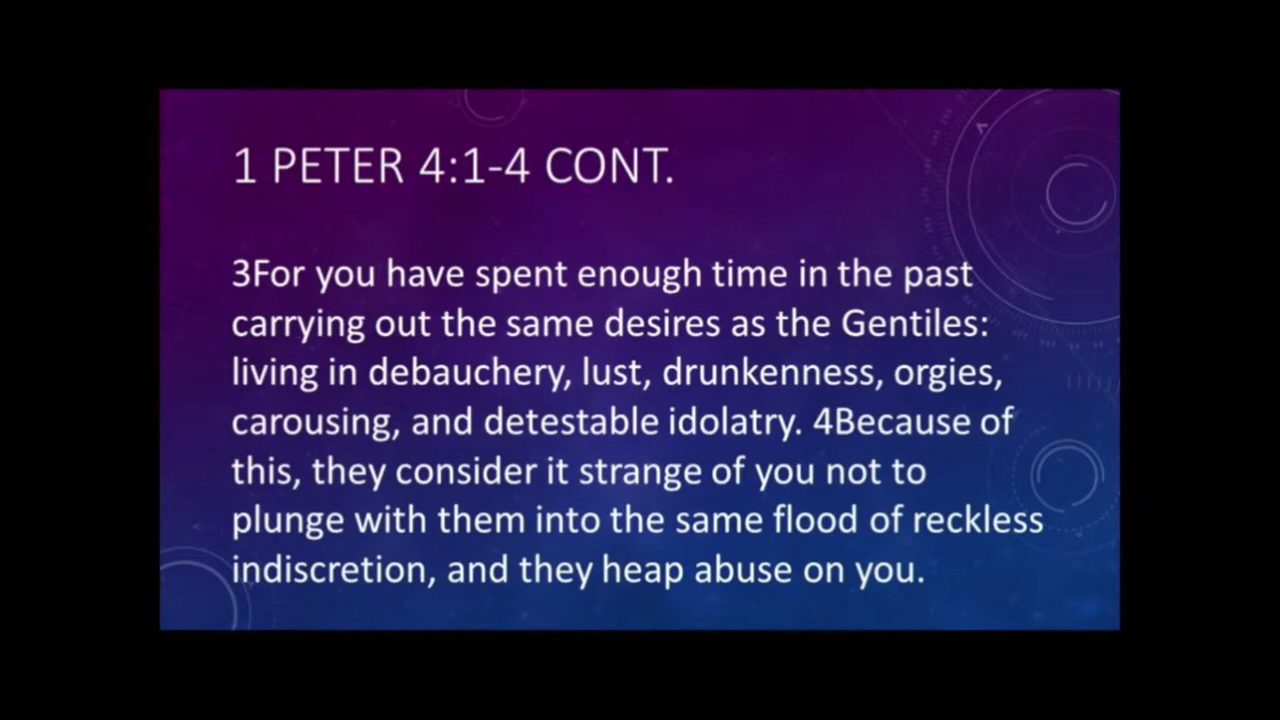 1 PETER 4:1-4 CONT.
3For you have spent enough time in the past
carrying out the same desires as the Gentiles:
living in debauchery, lust, drunkenness, orgies,
carousing, and detestable idolatry. 4Because of
this, they consider it strange of you not to
plunge with them into the same flood of reckless
indiscretion, and they heap abuse on you.